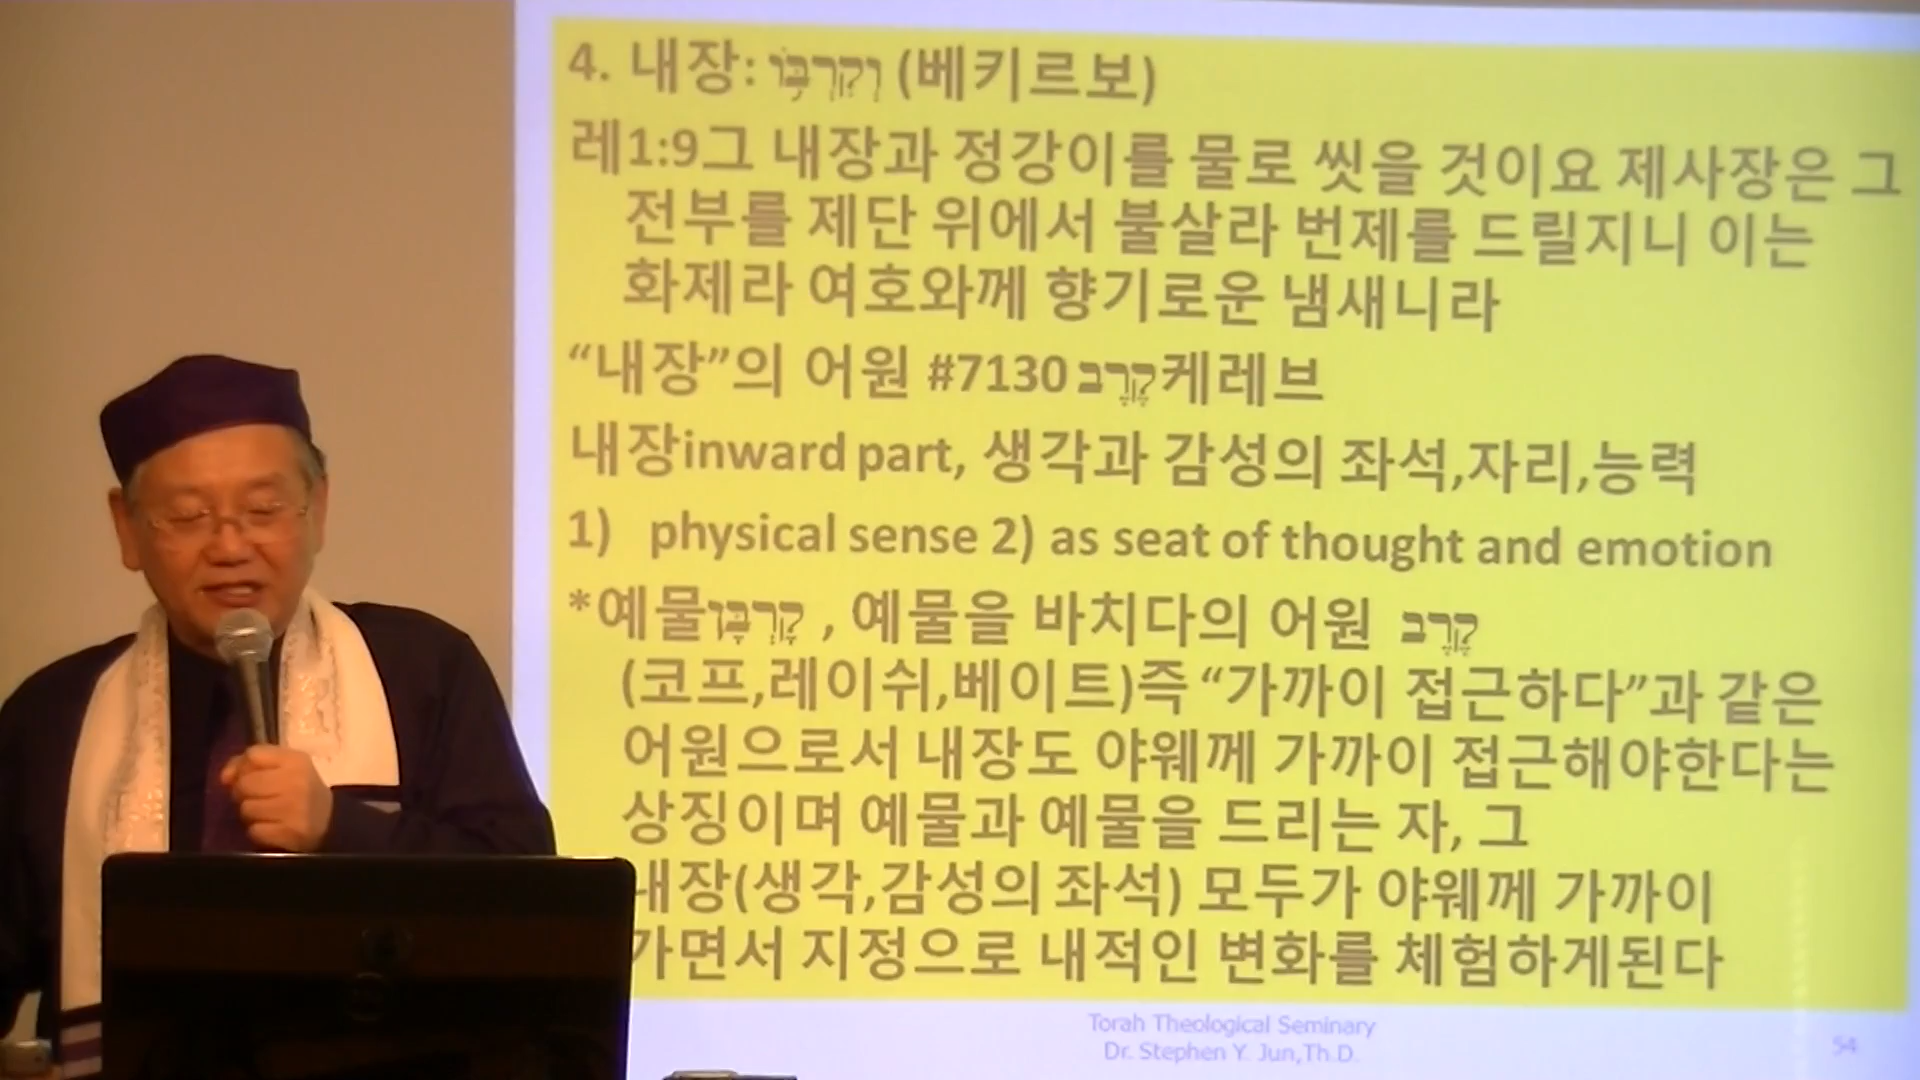 4. 내장: וְקִרְבּ֥וֹ (베키르보)
레1:9그 내장과 정강이를 물로 씻을 것이요 제사장은 그
전부를 제단 위에서 불살라 번제를 드릴지니 이는
화제라 여호와께 향기로운 냄새니라
“내장”의 어원 #7130 קֶרֶב케레브
내장inward part, 생각과 감성의 좌석,자리,능력
1) physical sense 2) as seat of thought and emotion
*예물קָרְבָּן , 예물을 바치다의 어원 קֶרֶב
(코프,레이쉬,베이트)즉 “가까이 접근하다”과 같은
어원으로서 내장도 야웨께 가까이 접근해야한다는
상징이며 예물과 예물을 드리는 자, 그
내장(생각,감성의 좌석) 모두가 야웨께 가까이
가면서 지정으로 내적인 변화를 체험하게된다
Torah Theological Seminary
Dr. Stephen Y. Jun,Th.D.
54